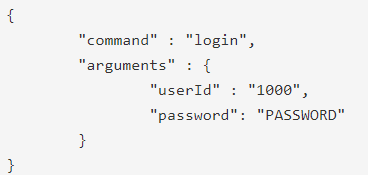 {
"command" : "login",
"arguments" : {
"userId" : "1000",
"password": "PASSWORD"
}
}